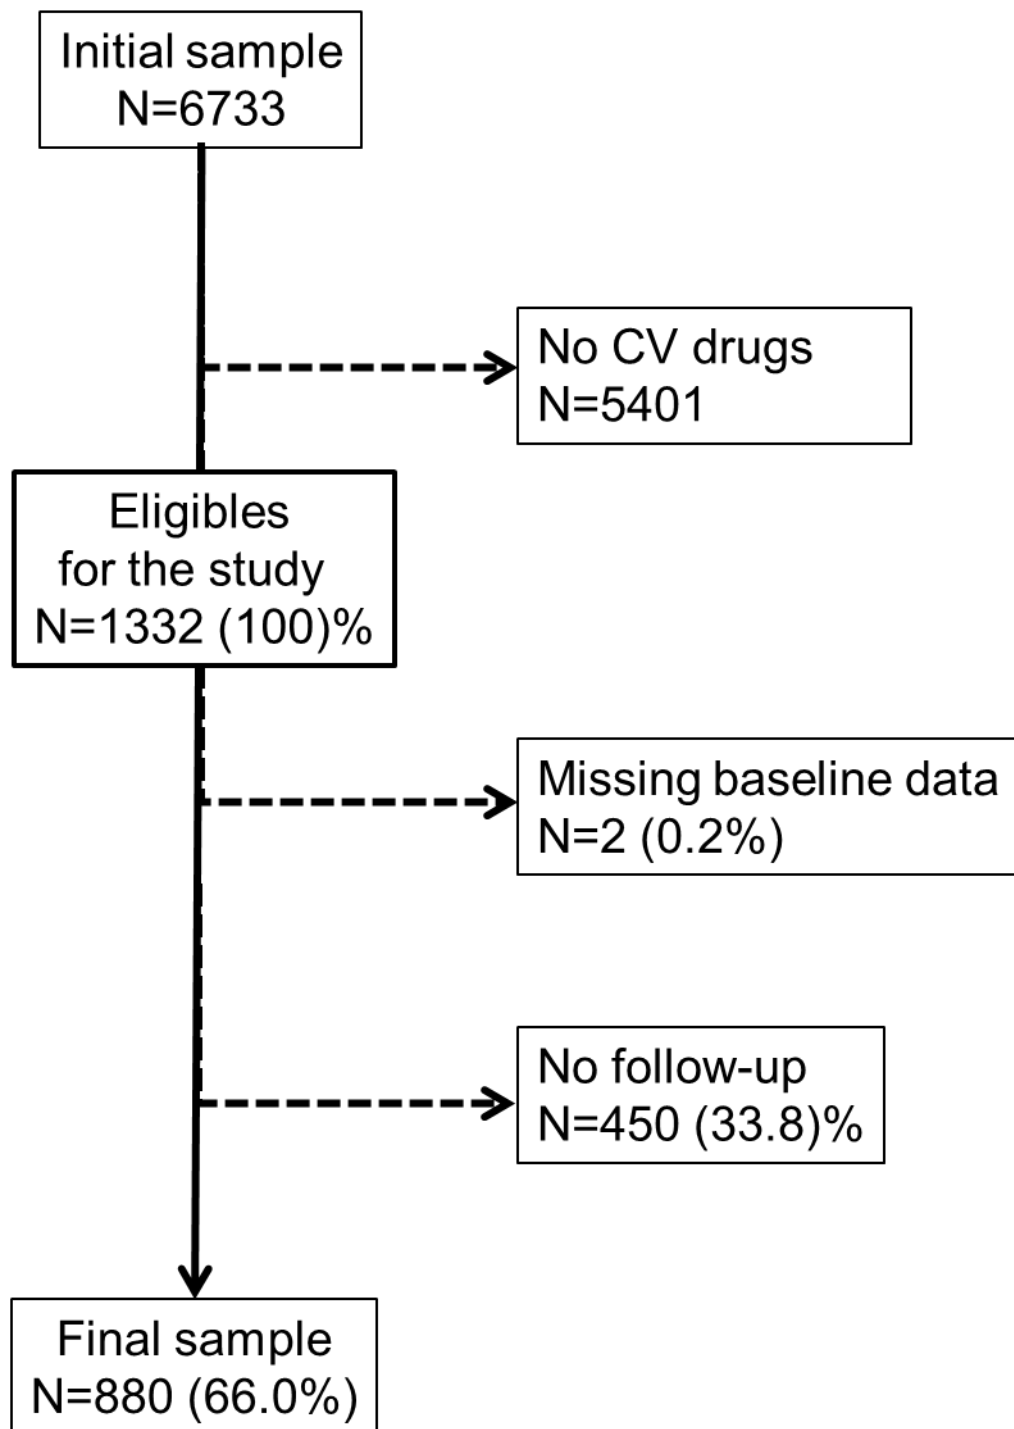 Initial sample
N=6733
No CV drugs
N=5401
Eligibles
for the study
N=1332 (100)%
Missing baseline data
N=2 (0.2%)
No follow-up
N=450 (33.8)%
Final sample
N=880 (66.0%)